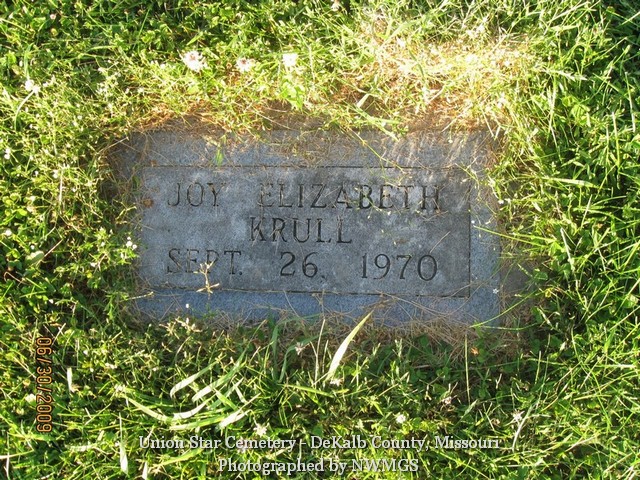 JOY ELIZABETH
KRULL
SEPT. 26, 1970
06/30/2009
Union Star Cemetery - DeKalb County, Missouri
Photographed by NWMGS